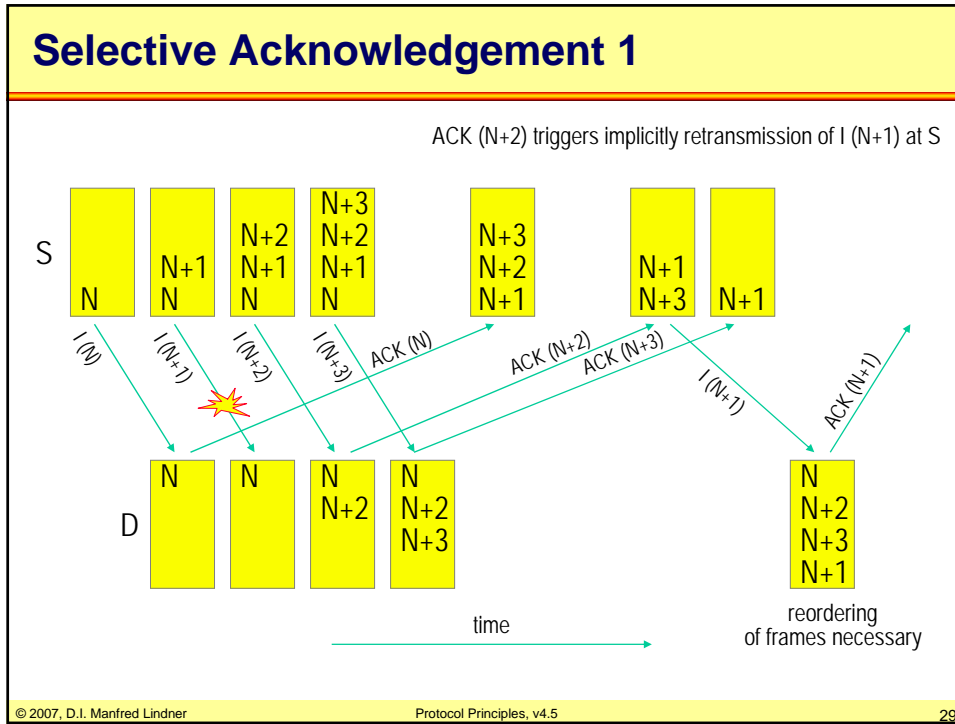 Selective Acknowledgement 1
ACK (N+2) triggers implicitly retransmission of I (N+1) at S
S
N
N+1
N
N+2
N+1
N
N+3
N+2
N+1
N
N+3
N+2
N+1
N+1
N+3
N+1
I (N)
I (N+1)
I (N+2)
I (N+3)
ACK (N)
ACK (N+2)
ACK (N+3)
I (N+1)
ACK (N+1)
D
N
N
N
N+2
N
N+2
N+3
N
N+2
N+3
N+1
time
reordering
of frames necessary
© 2007, D.I. Manfred Lindner
Protocol Principles, v4.5
29